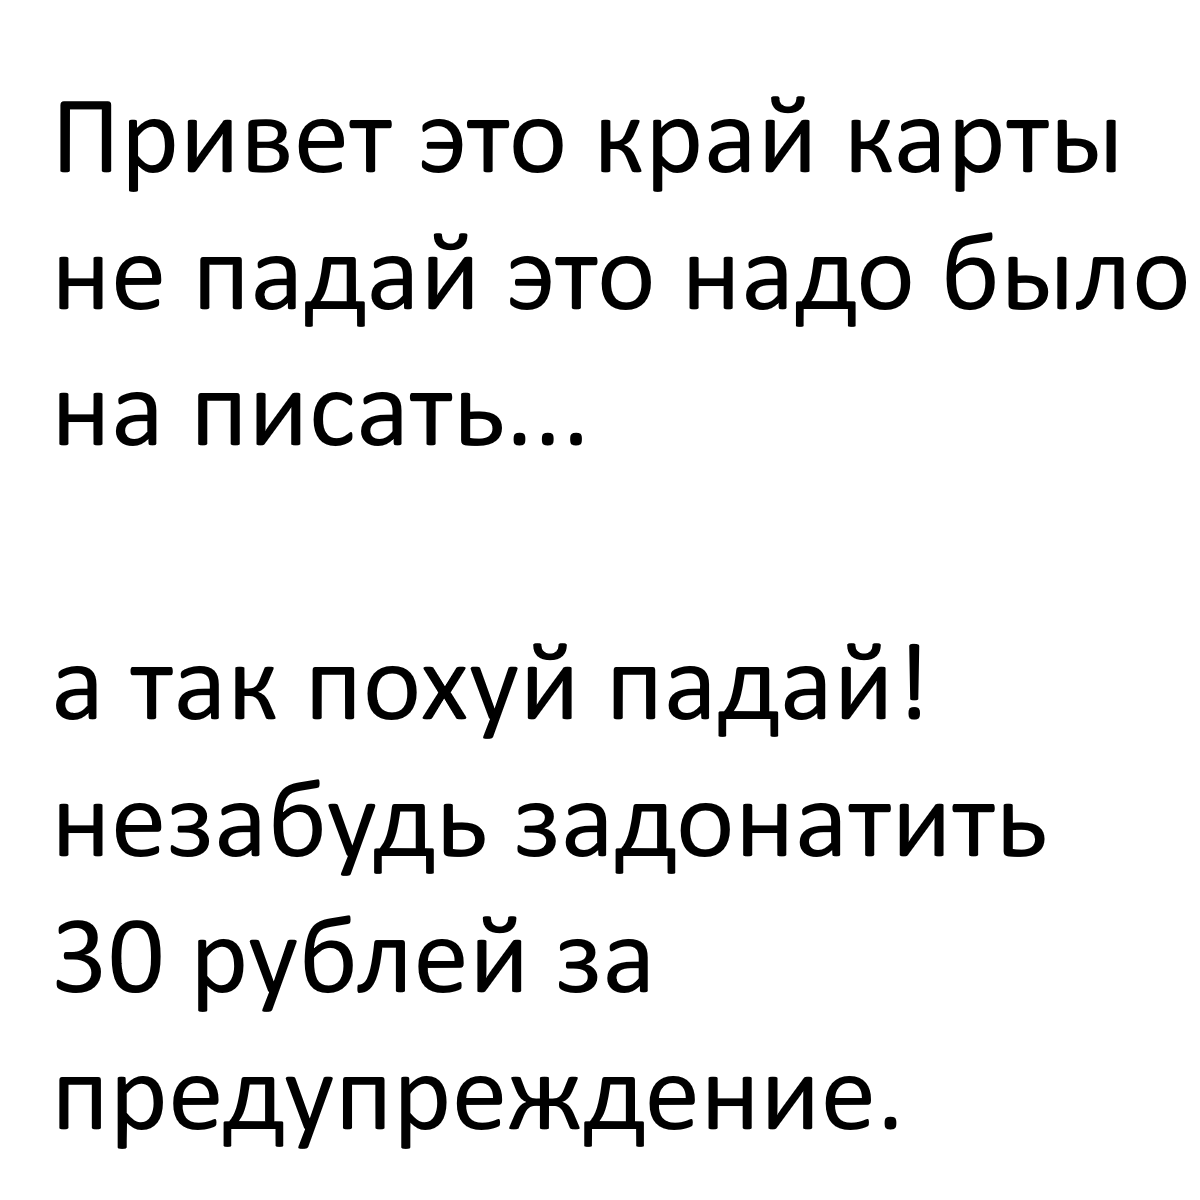 Привет это край карты
не падай это надо было
на писать...
а так похуй падай!
незабудь задонатить
30 рублей за
предупреждение.